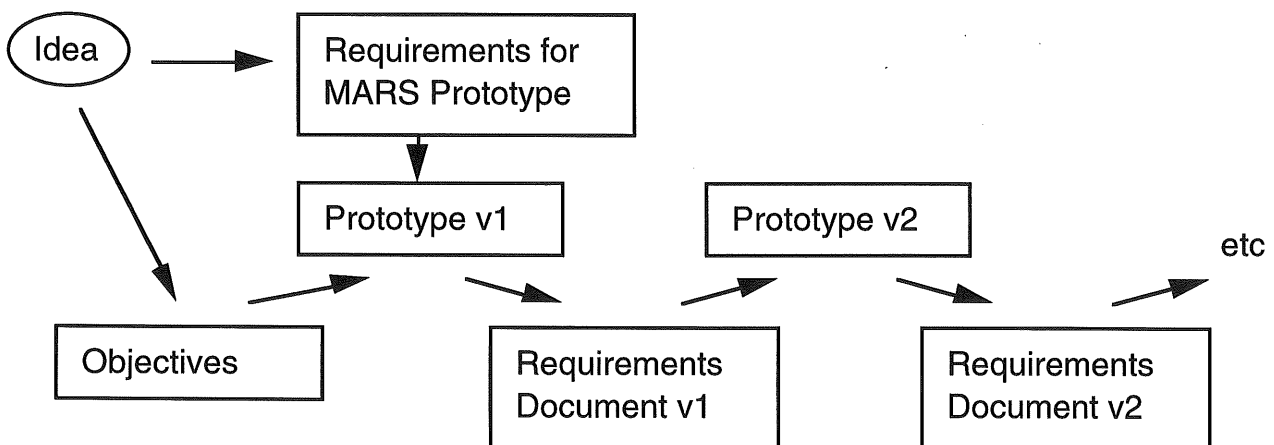 Idea
Requirements for
MARS Prototype
Prototype v1
Prototype v2
etc
Objectives
Requirements
Document v1
Requirements
Document v2